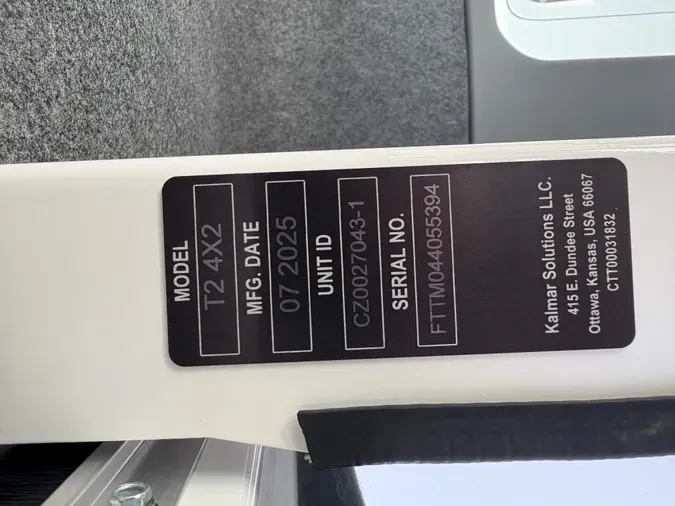 MODEL
T2 4X2
MFG. DATE
07 2025
UNIT ID
CZ0027043-1
SERIAL NO.
FTTM044055394
Kalmar Solutions LLC.
415 E. Dundee Street
Ottawa, Kansas, USA 66067
CTT00031832